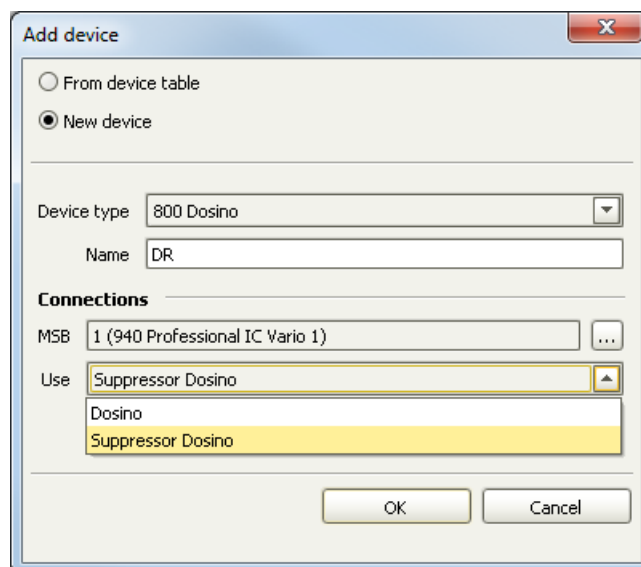 Add device
From device table
New device
Device type 800 Dosino
Name DR
Connections
MSB 1 (940 Professional IC Vario 1) ...
Use Suppressor Dosino
Dosino
Suppressor Dosino
OK Cancel